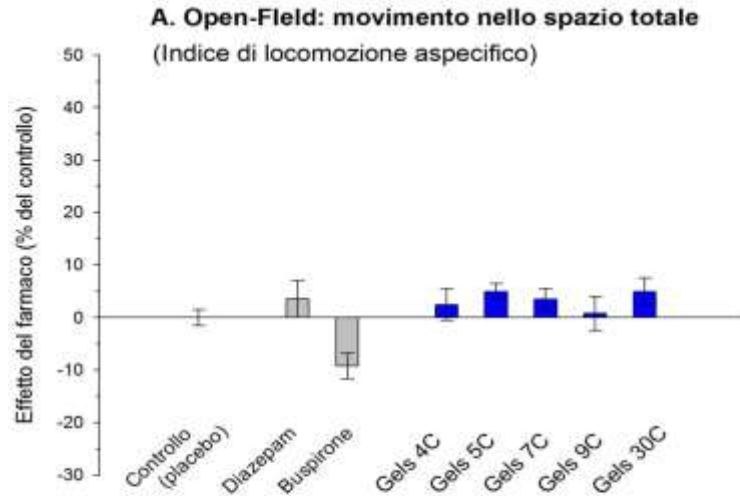 A. Open-FIeld: movimento nello spazio totale
(Indice di locomozione aspecifico)
Effetto del farmaco (% del controllo)
50
40
30
20
10
0
-10
-20
-30
Controllo
(placebo)
Diazepam
Buspirone
Gels 4C
Gels 5C
Gels 7C
Gels 9C
Gels 30C